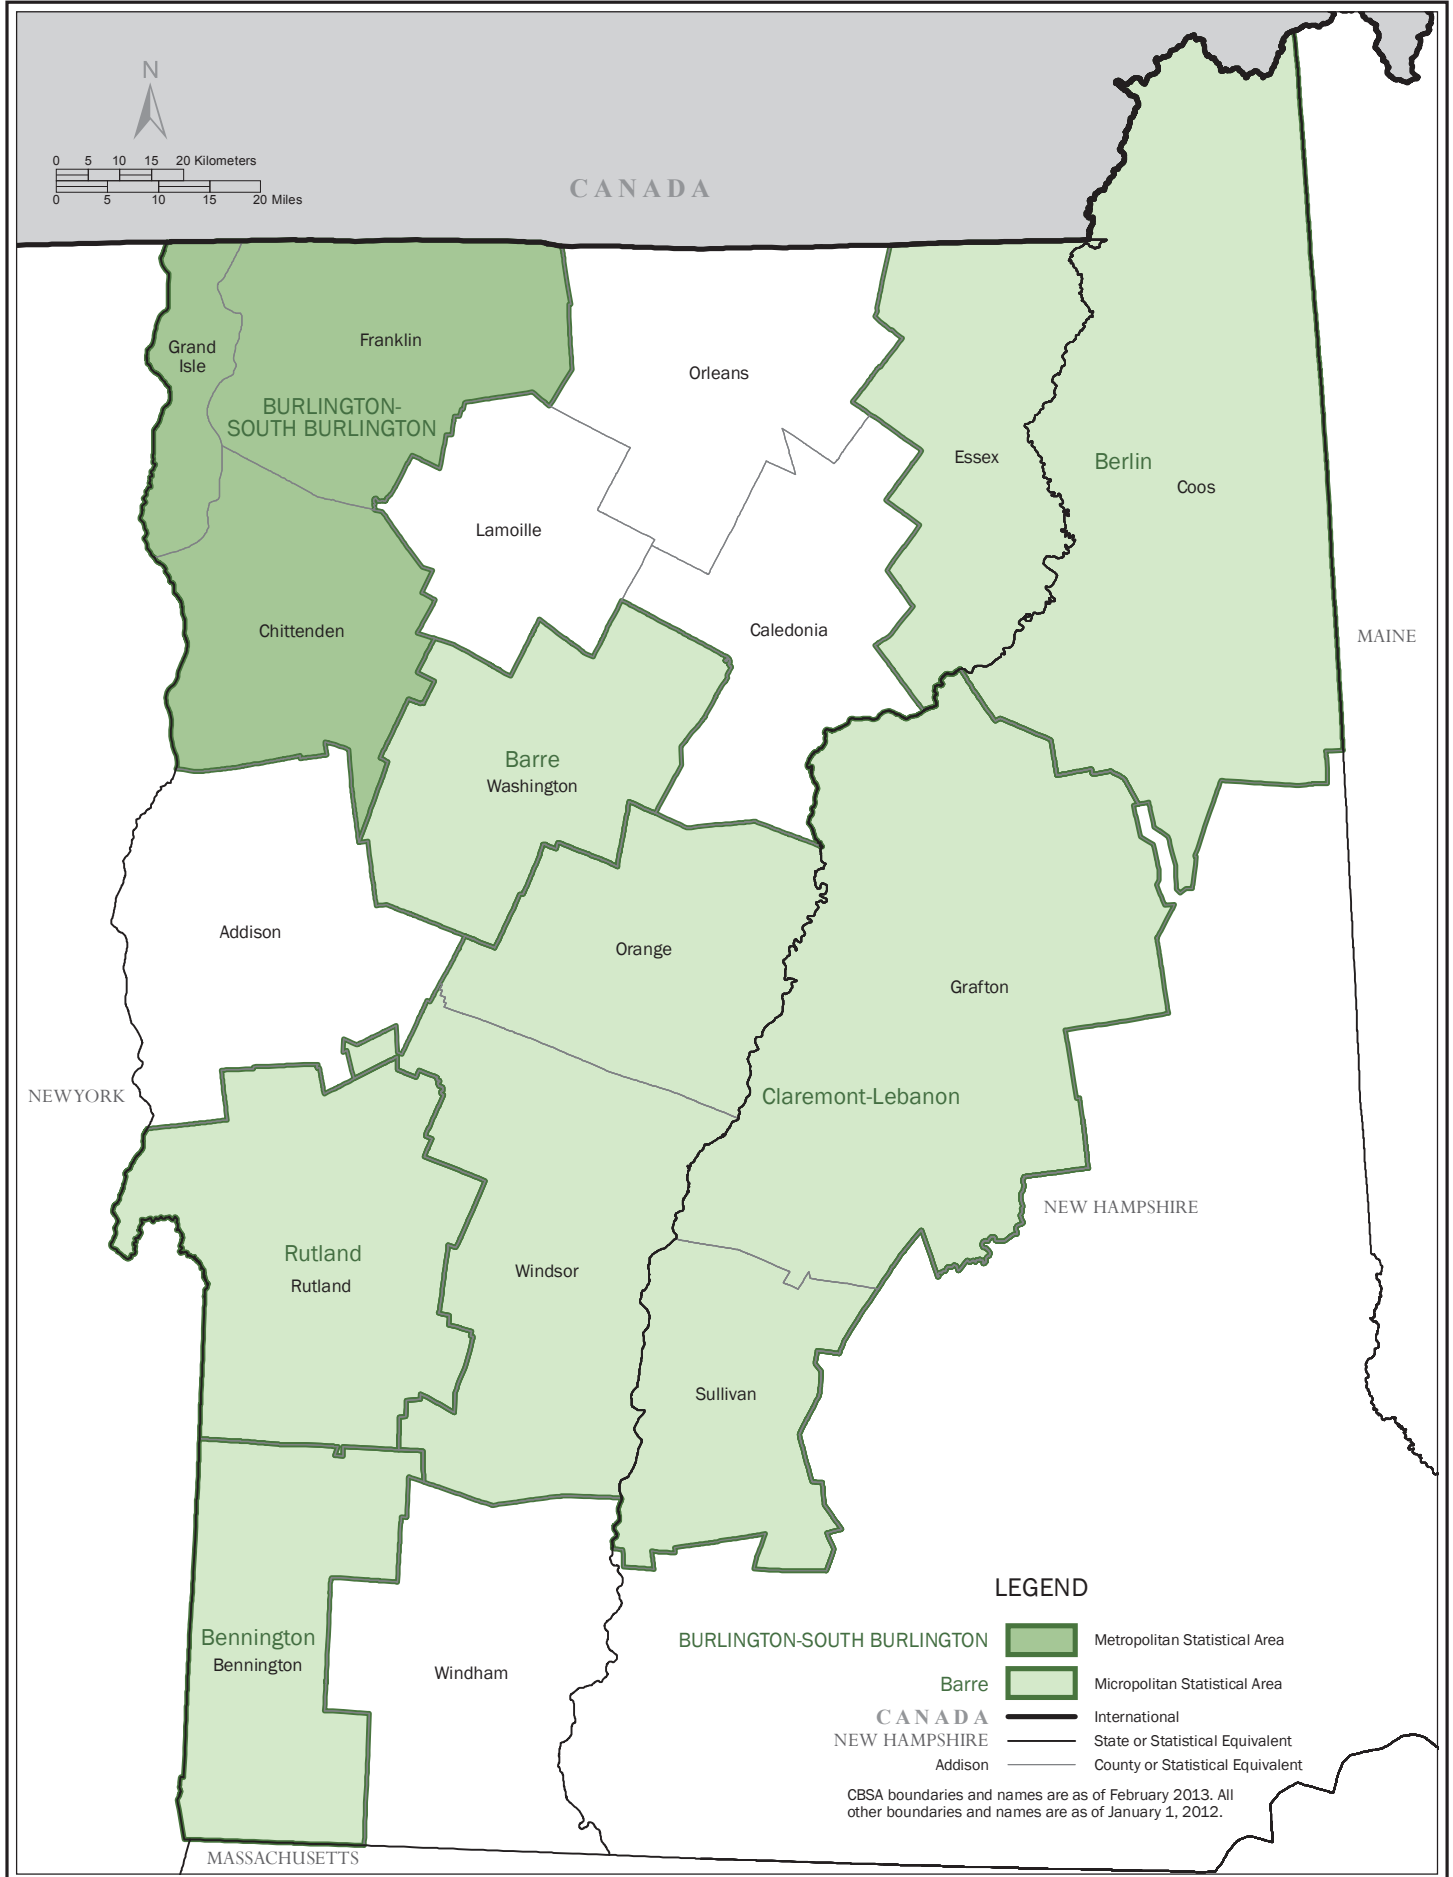 N
0 5 10 15 20 Kilometers
0 5 10 15 20 Miles
CANADA
Grand
Isle
Franklin
Orleans
BURLINGTON-
SOUTH BURLINGTON
Essex
Berlin
Coos
Lamoille
Chittenden
Caledonia
MAINE
Barre
Washington
Addison
Orange
Grafton
NEW YORK
Claremont-Lebanon
NEW HAMPSHIRE
Rutland
Rutland
Windsor
Sullivan
Bennington
Bennington
Windham
MASSACHUSETTS
LEGEND
BURLINGTON-SOUTH BURLINGTON Metropolitan Statistical Area
Barre Micropolitan Statistical Area
CANADA International
NEW HAMPSHIRE State or Statistical Equivalent
Addison County or Statistical Equivalent
CBSA boundaries and names are as of February 2013. All
other boundaries and names are as of January 1, 2012.